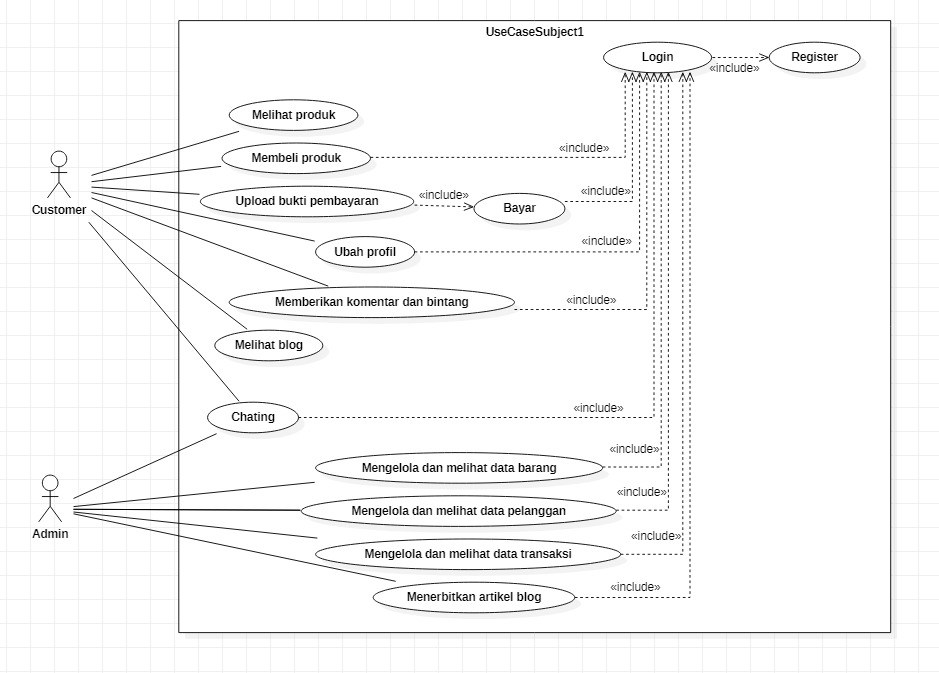 UseCaseSubject1
Login
Register
«include»
Melihat produk
Membeli produk
«include»
Upload bukti pembayaran
«include»
Bayar
«include»
Customer
Ubah profil
«include»
Memberikan komentar dan bintang
«include»
Melihat blog
Chating
«include»
Mengelola dan melihat data barang
«include»
Mengelola dan melihat data pelanggan
«include»
Admin
Mengelola dan melihat data transaksi
«include»
Menerbitkan artikel blog
«include»